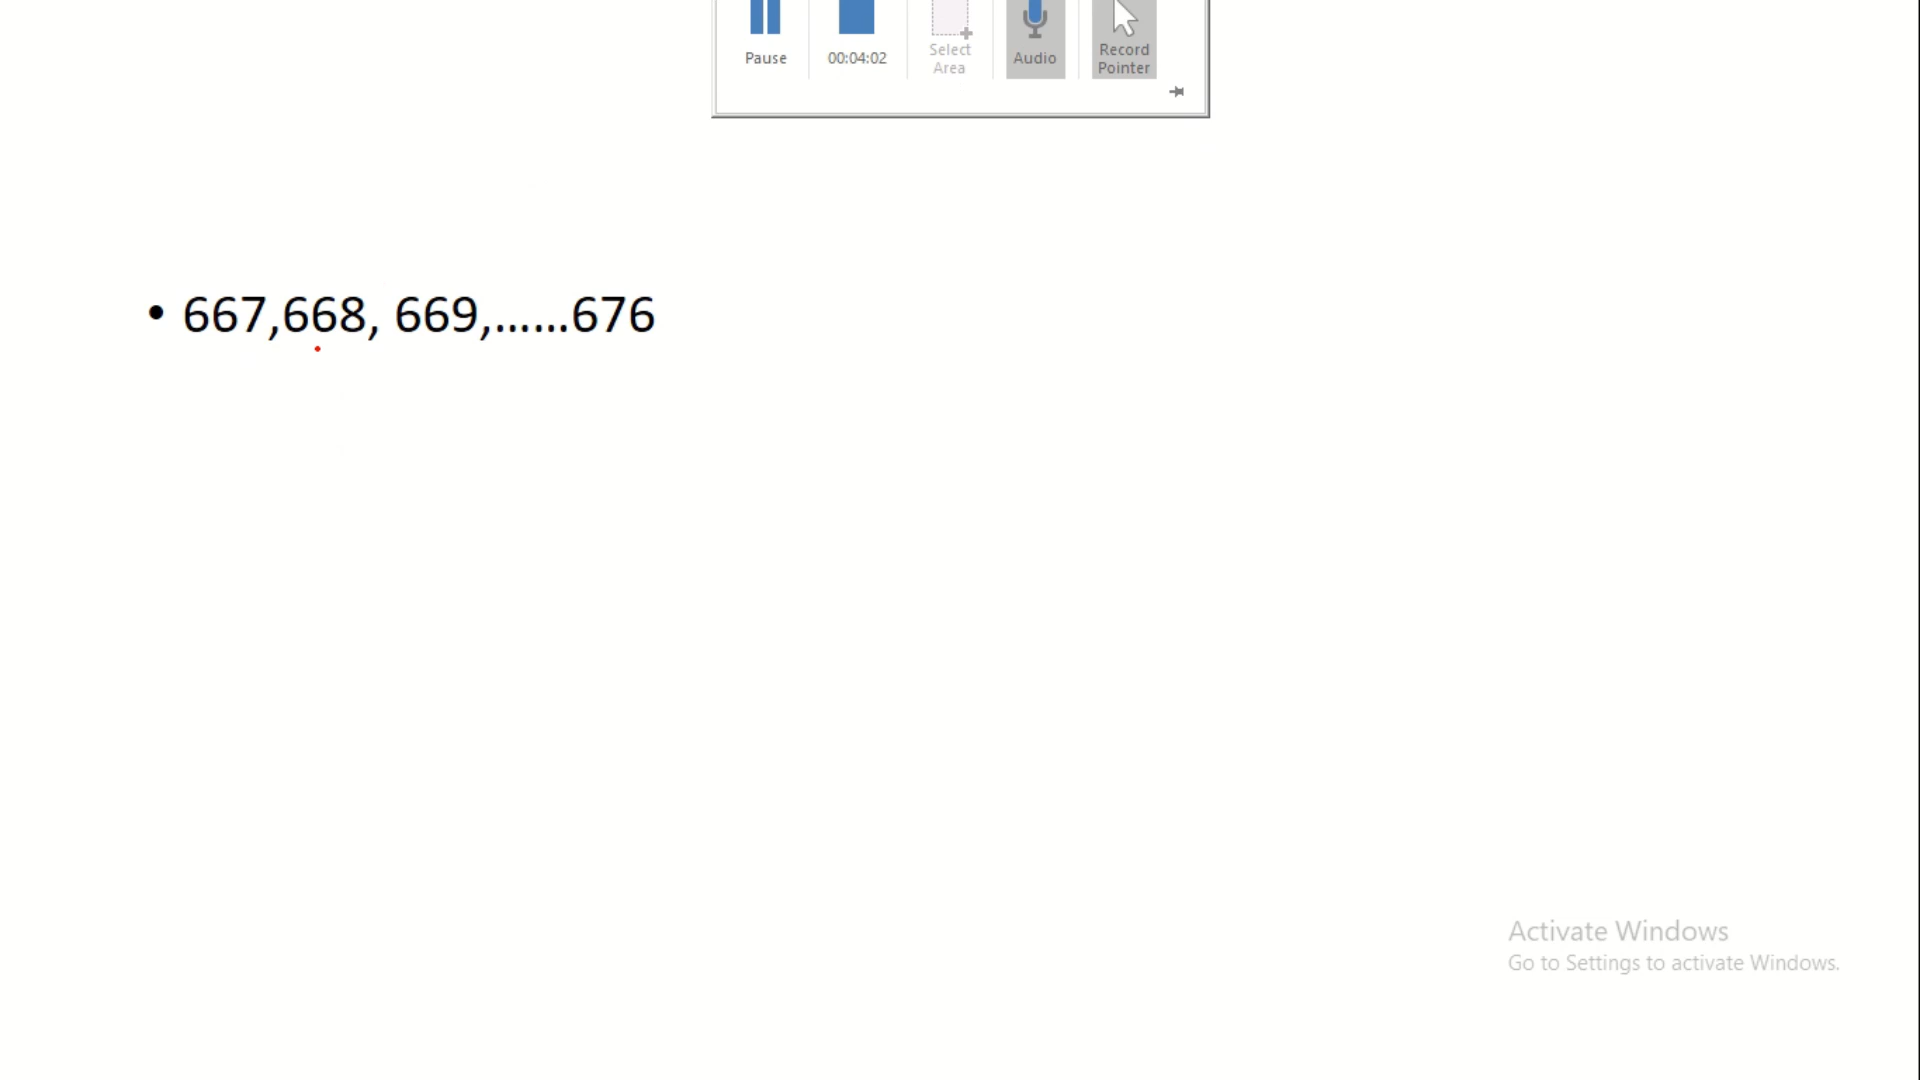 Pause
00:04:02
Select
Area
Audio
Record
Pointer
• 667,668, 669,......676
Activate Windows
Go to Settings to activate Windows.